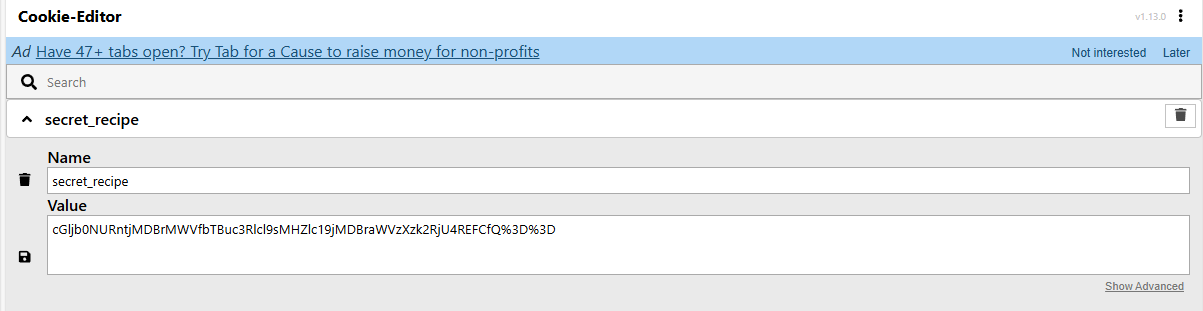 Cookie-Editor
v1.13.0
Ad Have 47+ tabs open? Try Tab for a Cause to raise money for non-profits
Not interested Later
Search
secret_recipe
Name
secret_recipe
Value
cGljb0NURntjMDBrMWVfbTBuc3Rlcl9sMHZlc19jMDBraWVzXzk2RjU4REFCfQ%3D%3D
Show Advanced